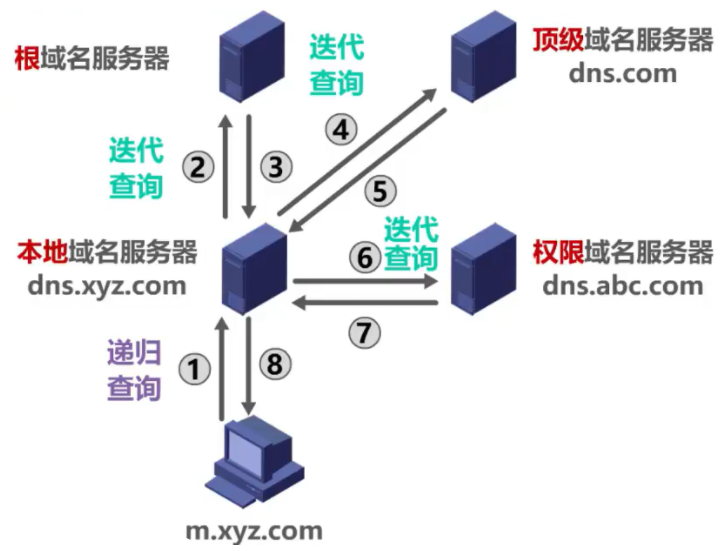 根域名服务器
迭代
查询
顶级域名服务器
dns.com
④
迭代
查询
②
③
⑤
本地域名服务器
dns.xyz.com
迭代
查询
⑥
权限域名服务器
dns.abc.com
⑦
递归
查询
①
⑧
m.xyz.com